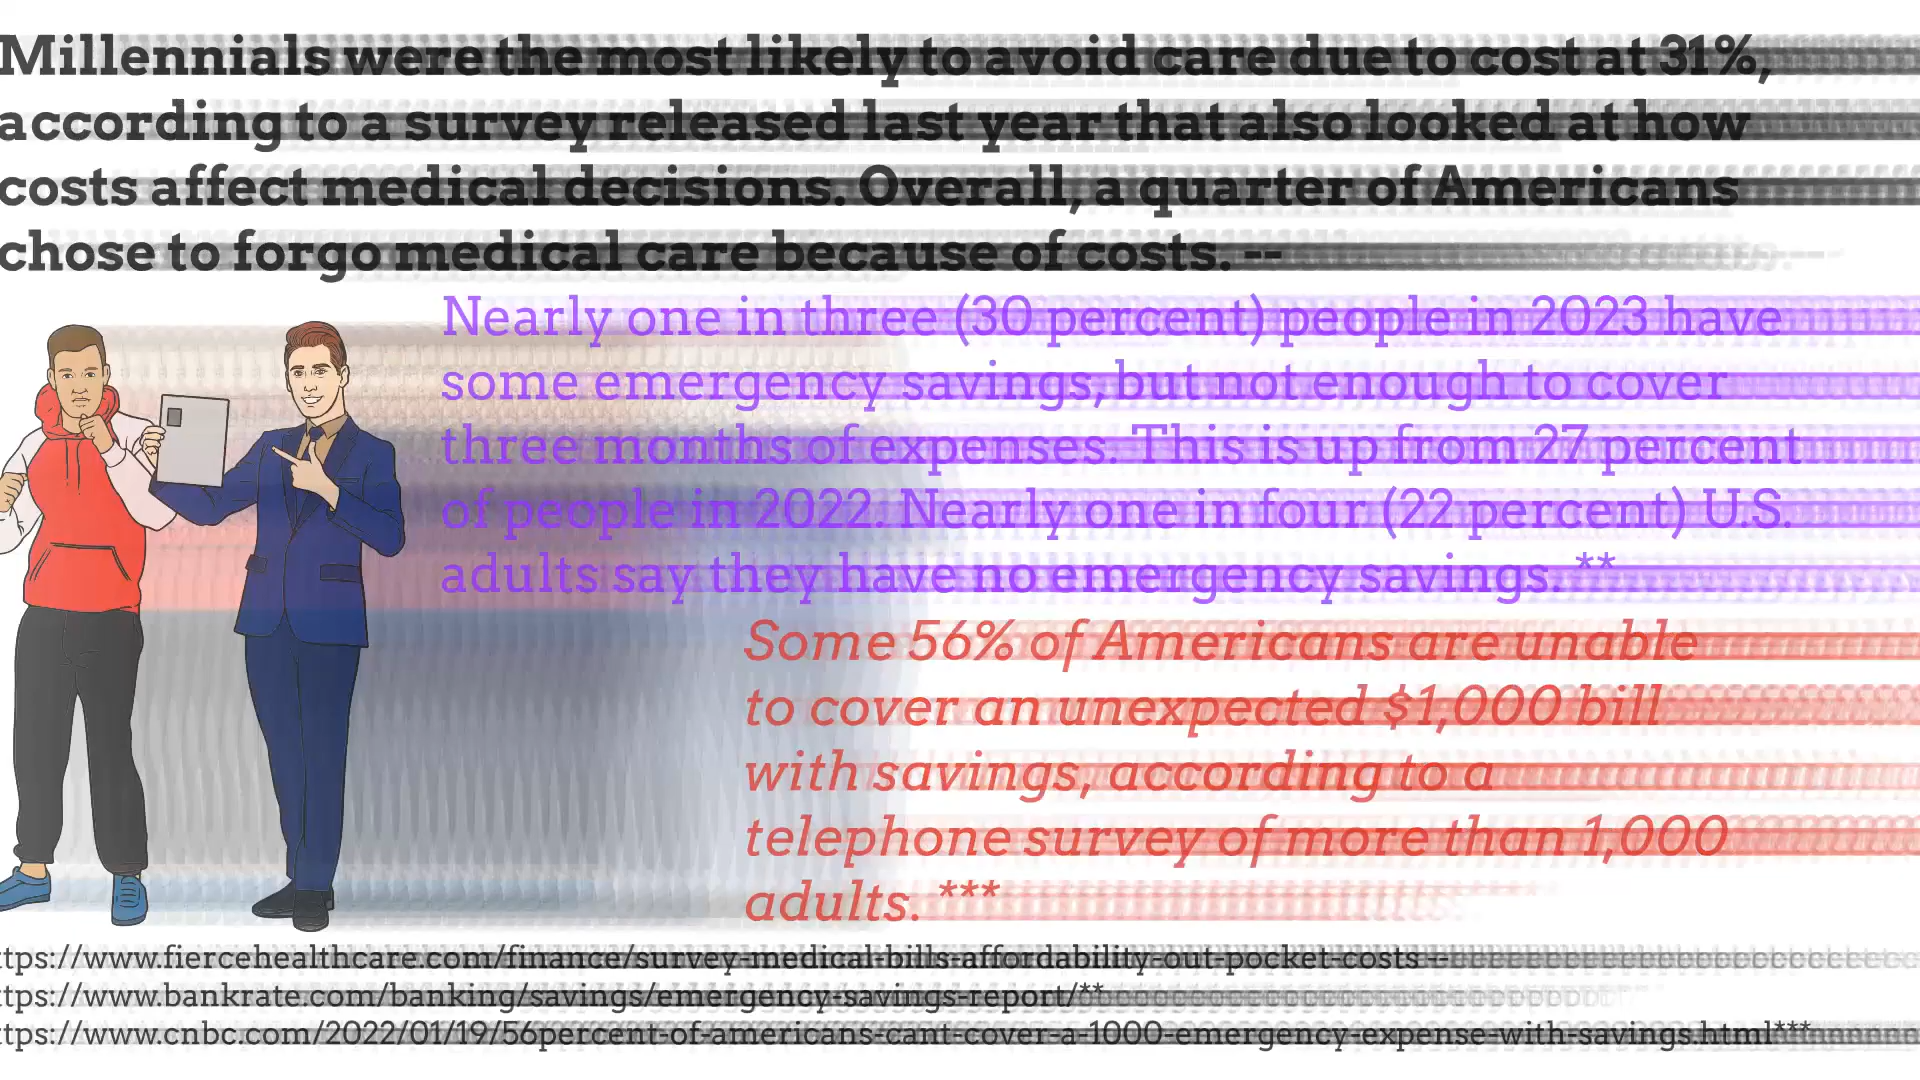 Millennials were the most likely to avoid care due to cost at 31%,
according to a survey released last year that also looked at how
costs affect medical decisions. Overall, a quarter of Americans
chose to forgo medical care because of costs. --
Nearly one in three (30 percent) people in 2023 have
some emergency savings, but not enough to cover
three months of expenses. This is up from 27 percent
of people in 2022. Nearly one in four (22 percent) U.S.
adults say they have no emergency savings. **
Some 56% of Americans are unable
to cover an unexpected $1,000 bill
with savings, according to a
telephone survey of more than 1,000
adults. ***
tps://www.fiercehealthcare.com/finance/survey-medical-bills-affordability-out-pocket-costs --
tps://www.bankrate.com/banking/savings/emergency-savings-report/**
tps://www.cnbc.com/2022/01/19/56percent-of-americans-cant-cover-a-1000-emergency-expense-with-savings.html***